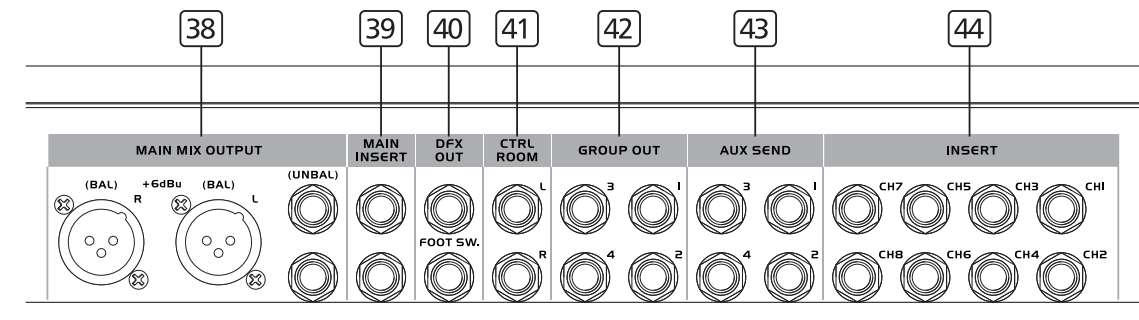 38 39 40 41 42 43 44
MAIN MIX OUTPUT
MAIN
INSERT
DFX
OUT
CTRL
ROOM
GROUP OUT
AUX SEND
INSERT
(BAL) +6dBu (BAL) (UNBAL)
R L L 3 1 3 1 CH7 CH5 CH3 CH1
FOOT SW.
R 4 2 4 2 CH8 CH6 CH4 CH2